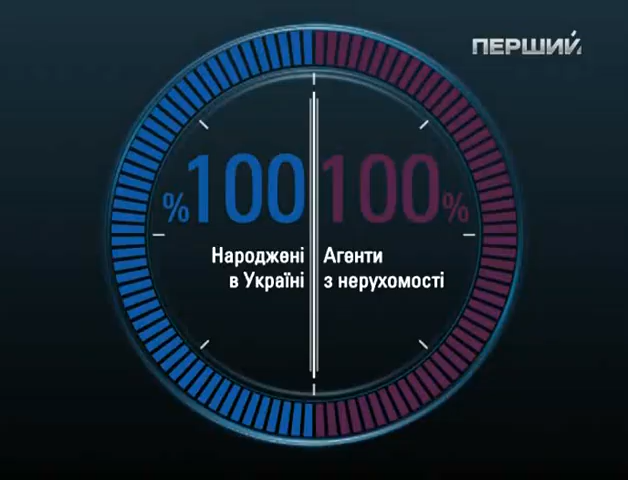 ПЕРШИЙ
%100
100%
Народжені
в Україні
Агенти
з нерухомості